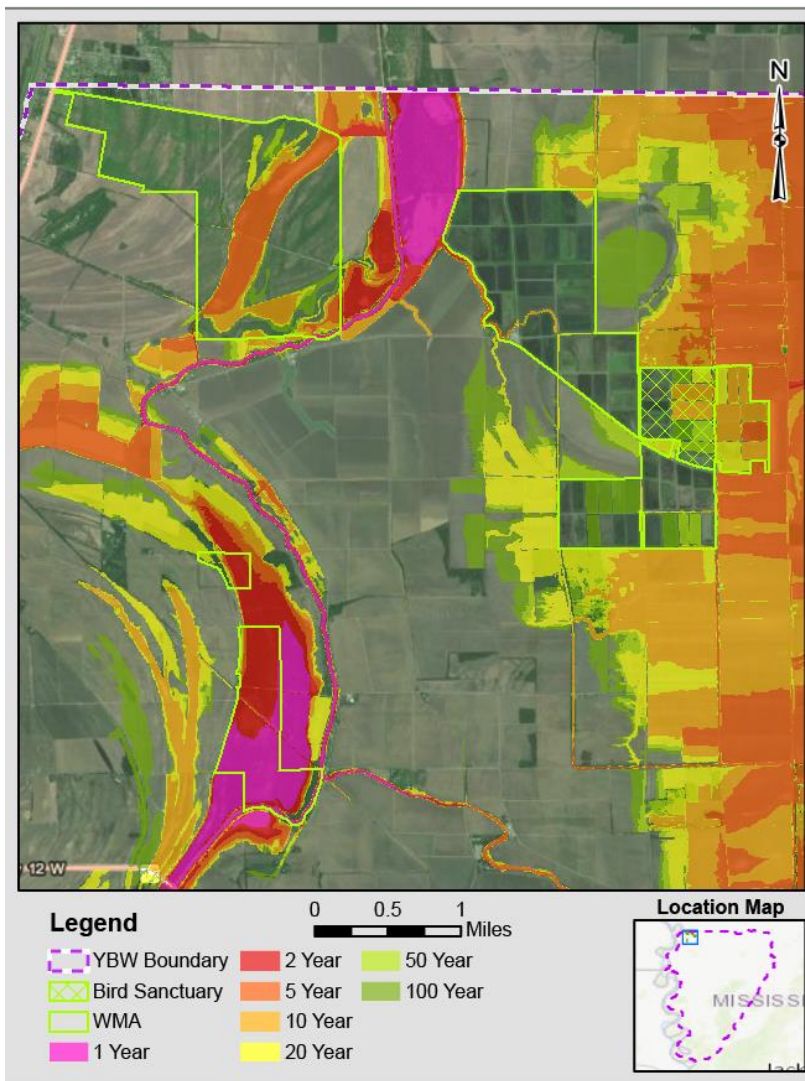 N
12 W
Legend
YBW Boundary
Bird Sanctuary
WMA
1 Year
2 Year
5 Year
10 Year
20 Year
50 Year
100 Year
0 0.5 1
Miles
Location Map
MISSISS
Jack